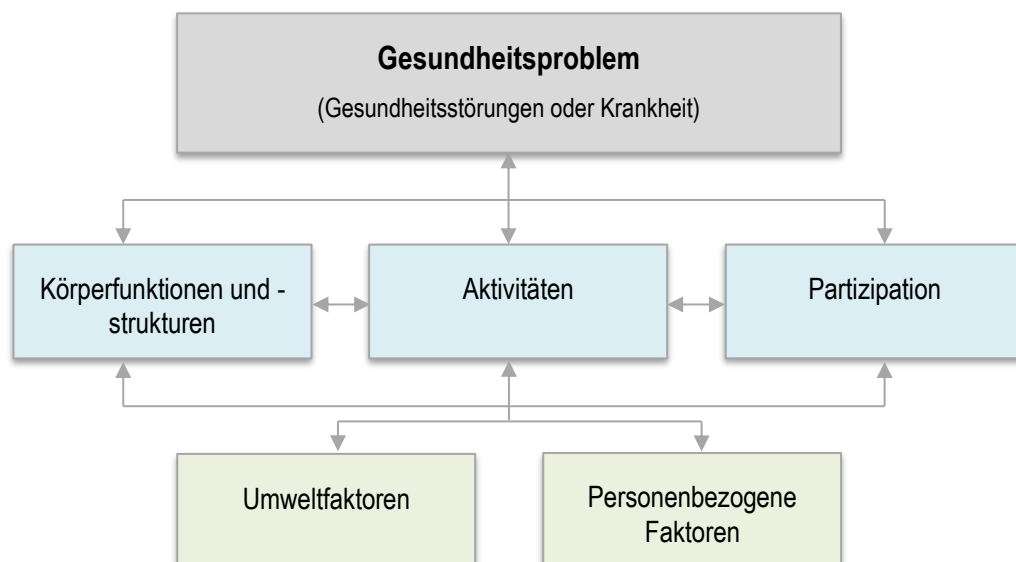 Gesundheitsproblem
(Gesundheitsstörungen oder Krankheit)
Körperfunktionen und -
strukturen
Aktivitäten
Partizipation
Umweltfaktoren
Personenbezogene
Faktoren